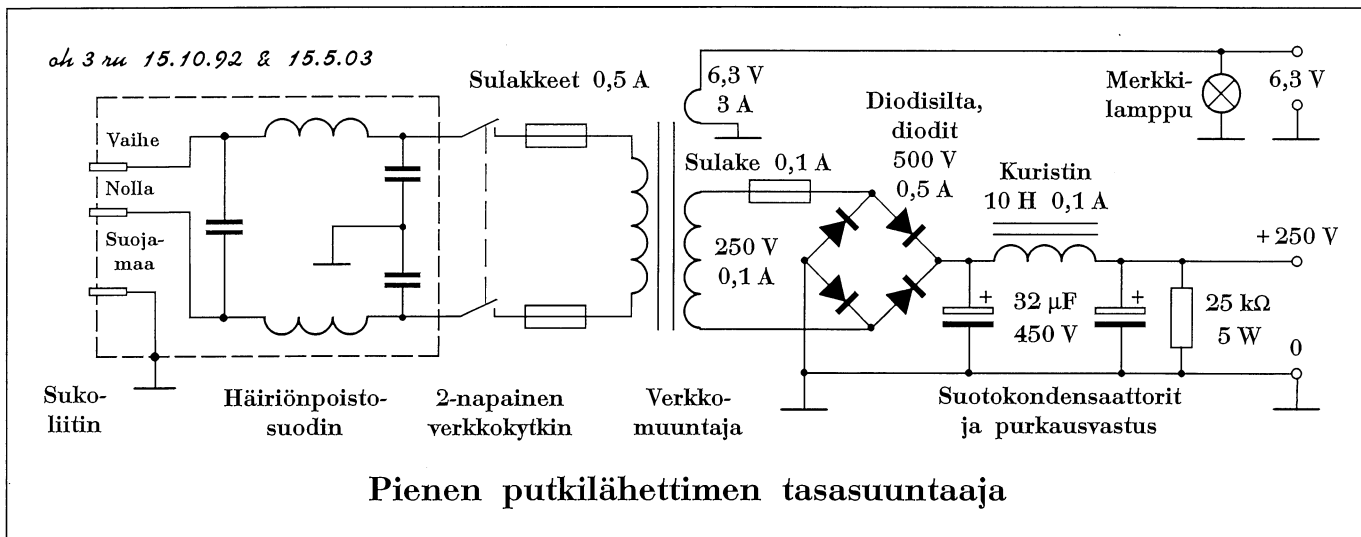 oh 3 ru 15.10.92 & 15.5.03
Sulakkeet 0,5 A
6,3 V
3 A
Merkki-
lamppu
6,3 V
Vaihe
Nolla
Suoja-
maa
Diodisilta,
diodit
500 V
0,5 A
Sulake 0,1 A
250 V
0,1 A
Kuristin
10 H 0,1 A
+250 V
+
32 µF
450 V
+
25 kΩ
5 W
0
Suko-
liitin
Häiriönpoisto-
suodin
2-napainen
verkkokytkin
Verkko-
muuntaja
Suotokondensaattorit
ja purkausvastus
Pienen putkilähettimen tasasuuntaaja